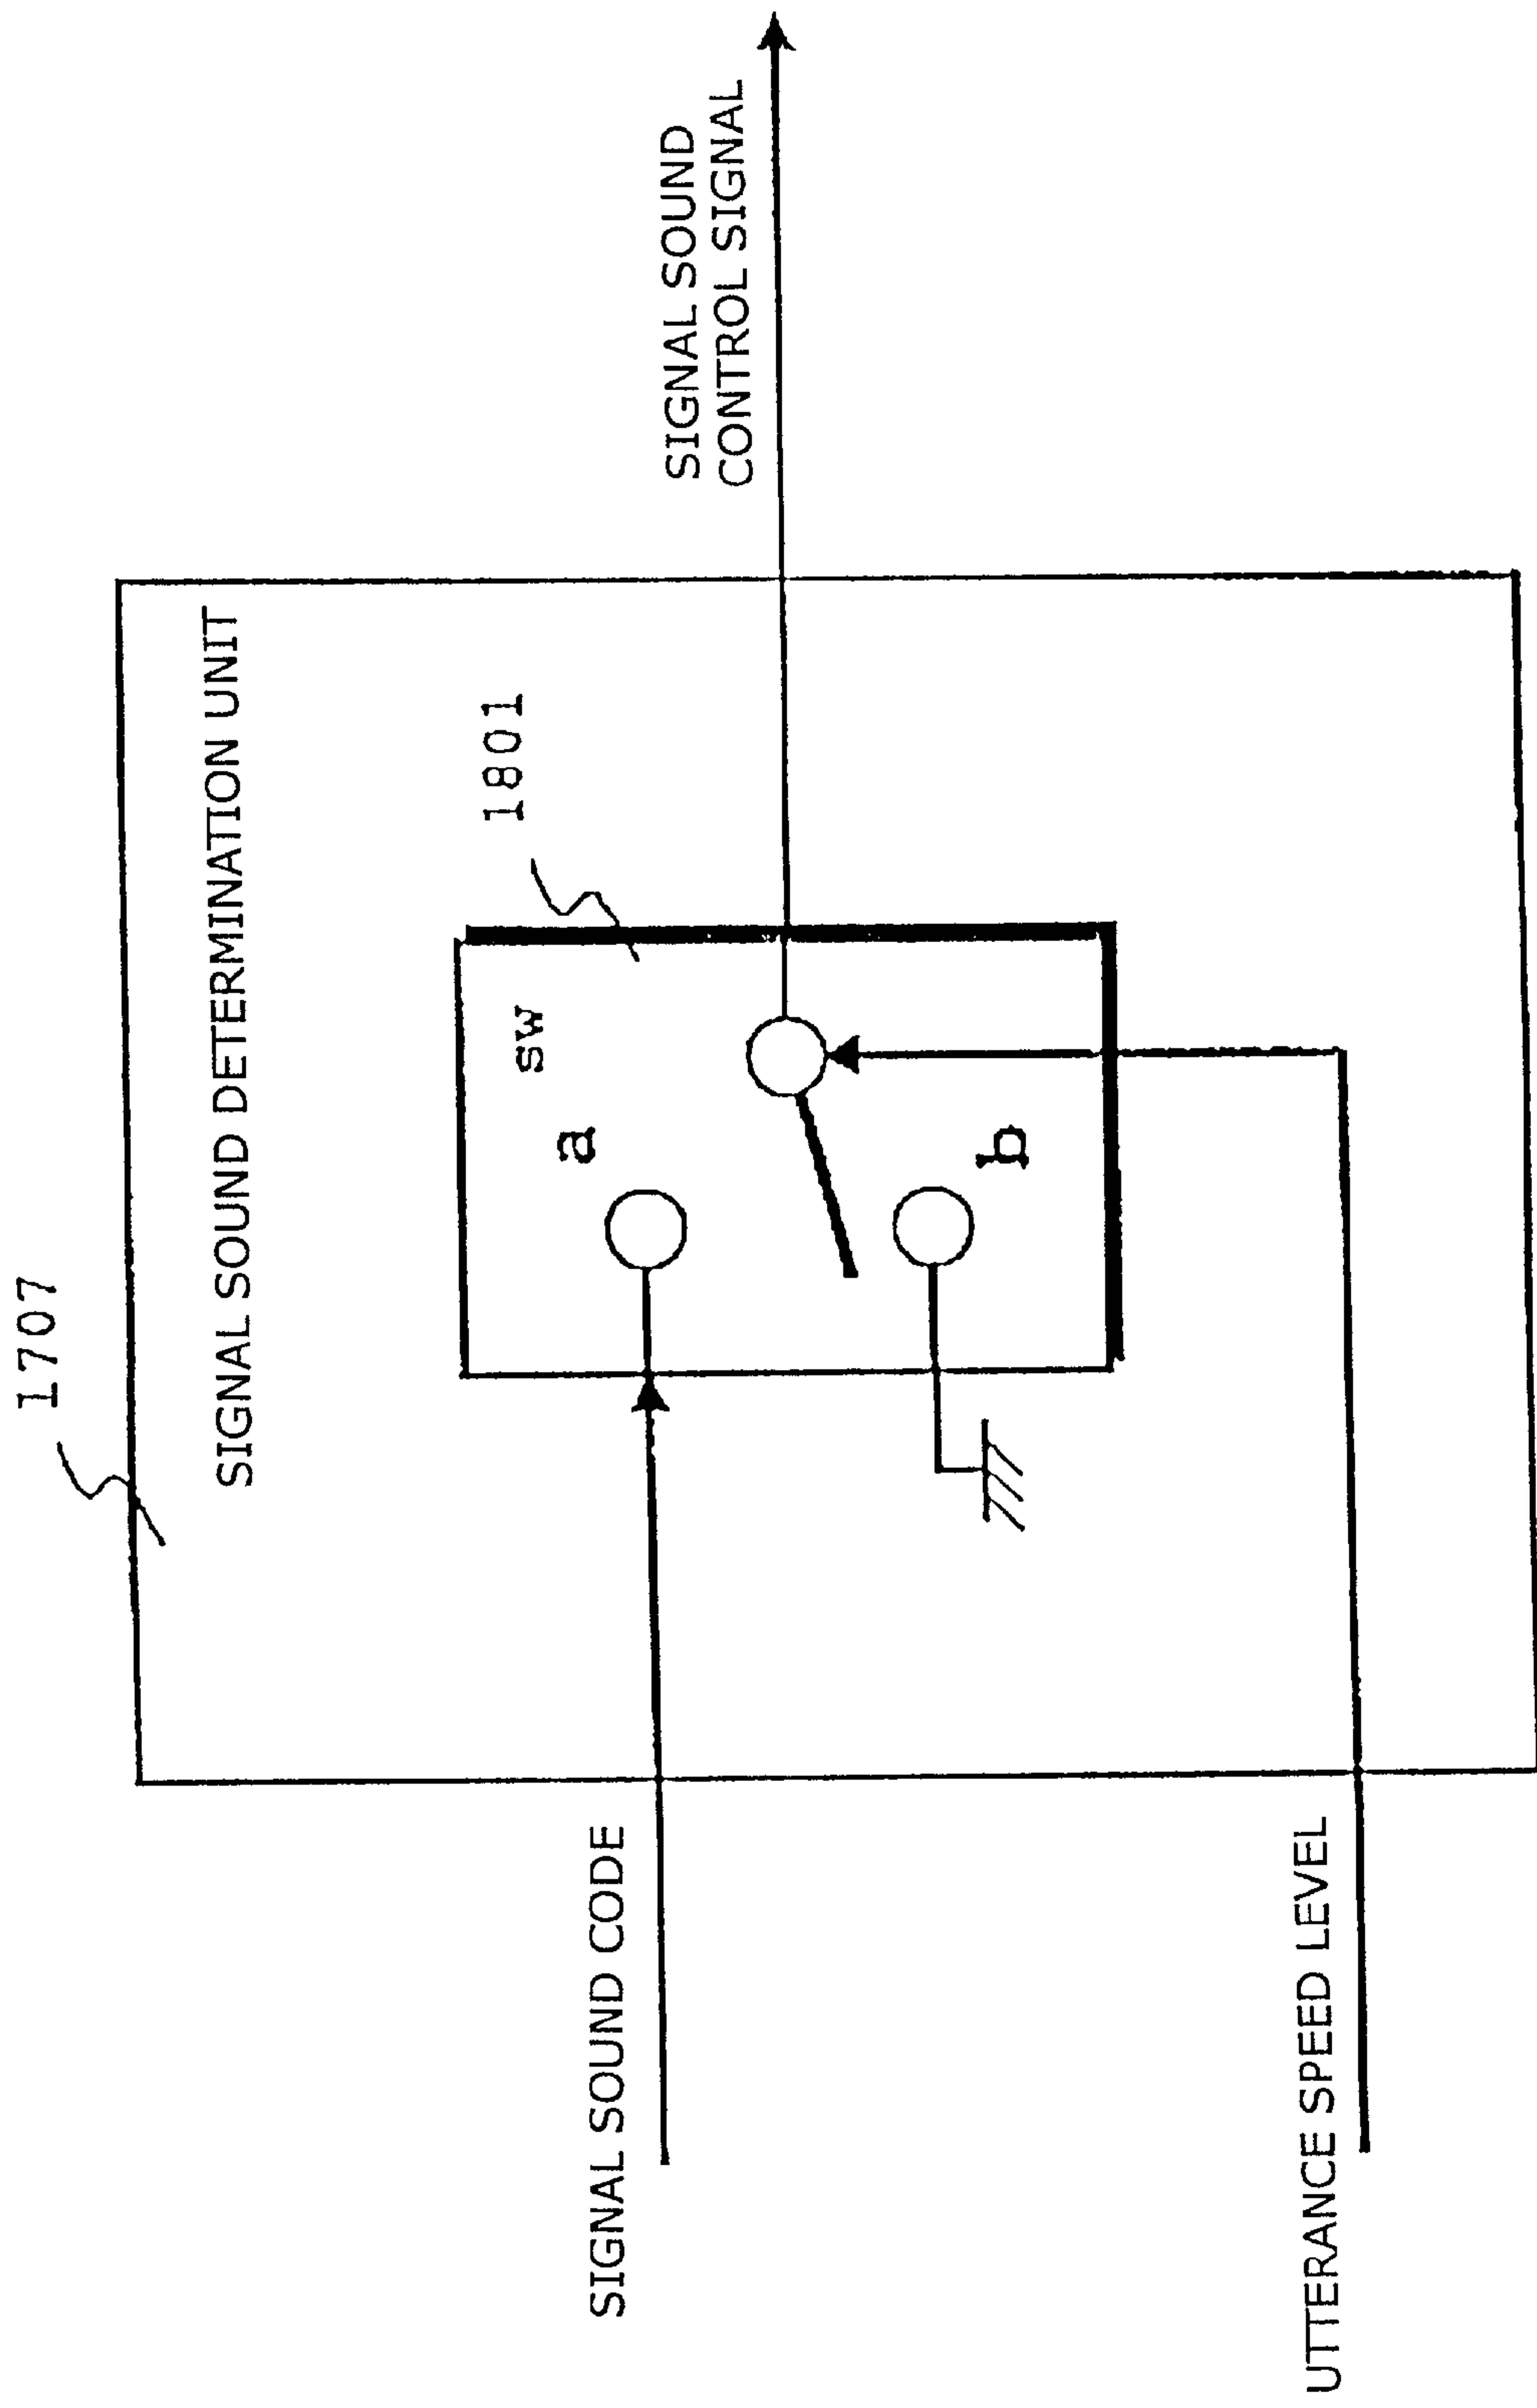 1707
SIGNAL SOUND DETERMINATION UNIT
1801
sw
a
b
SIGNAL SOUND CODE
UTTERANCE SPEED LEVEL
SIGNAL SOUND
CONTROL SIGNAL